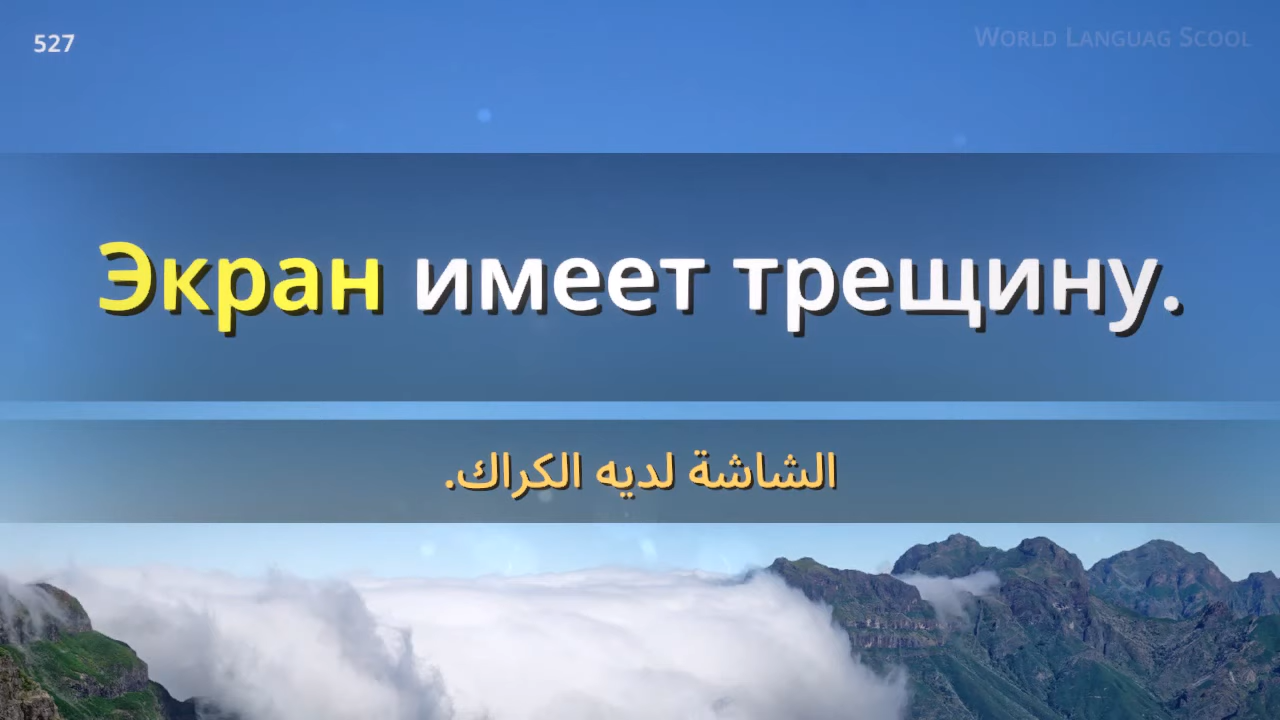 527
World Languag Scool
Экран имеет трещину.
الشاشة لديه الكراك.